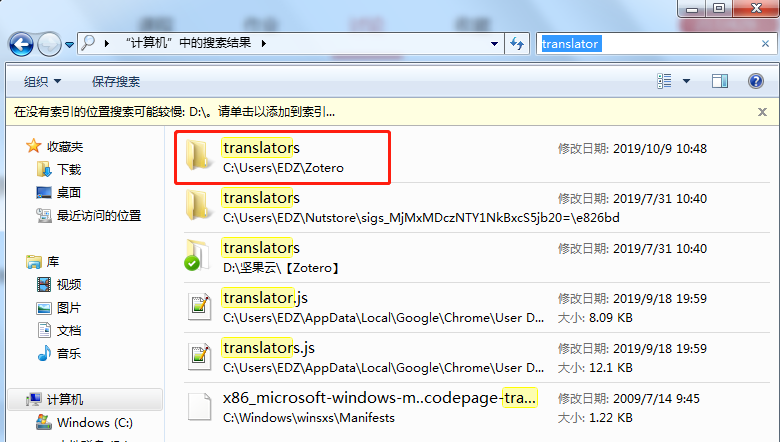 “计算机”中的搜索结果
translator
组织
保存搜索
在没有索引的位置搜索可能较慢: D:\。请单击以添加到索引...
收藏夹
下载
桌面
最近访问的位置
库
视频
图片
文档
音乐
计算机
Windows (C:)
translators
修改日期: 2019/10/9 10:48
C:\Users\EDZ\Zotero
translators
修改日期: 2019/7/31 10:40
C:\Users\EDZ\Nutstore\sigs_MjMxMDczNTY1NkBxcS5jb20=\e826bd
translators
修改日期: 2019/7/31 10:40
D:\坚果云\【Zotero】
translator.js
修改日期: 2019/9/18 19:59
C:\Users\EDZ\AppData\Local\Google\Chrome\User D...
大小: 8.09 KB
translators.js
修改日期: 2019/9/18 19:59
C:\Users\EDZ\AppData\Local\Google\Chrome\User D...
大小: 12.1 KB
x86_microsoft-windows-m..codepage-tra...
修改日期: 2009/7/14 9:45
C:\Windows\winsxs\Manifests
大小: 1.22 KB